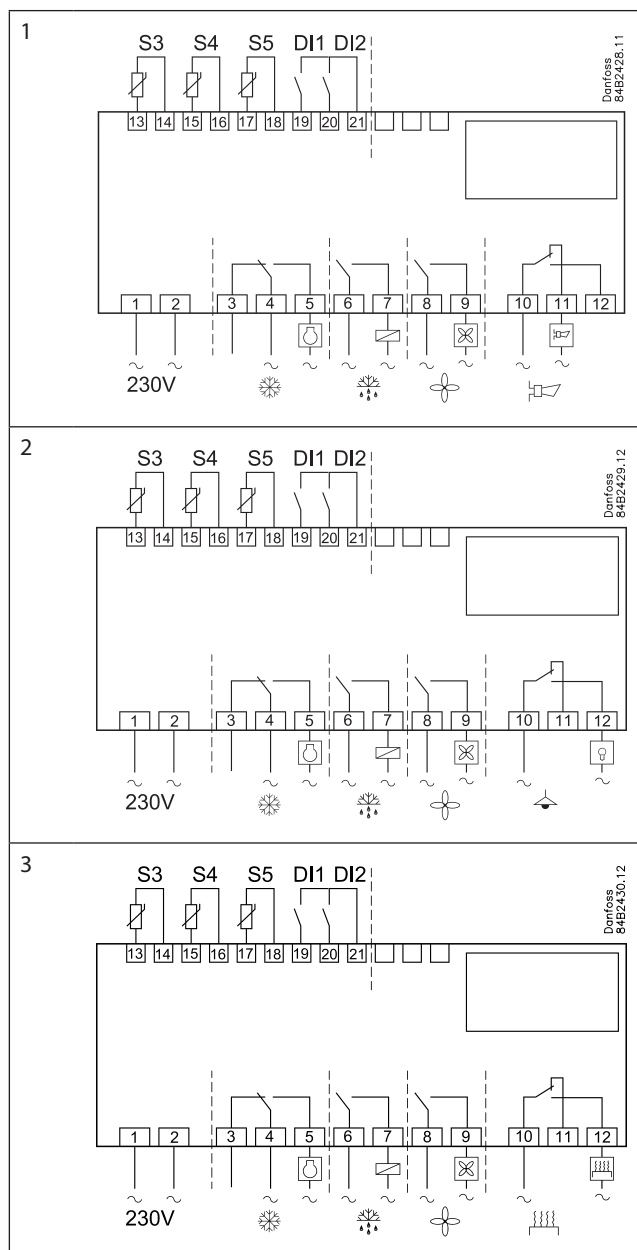 1
S3 S4 S5 DI1 DI2
Danfoss
84B2428.11
13 14 15 16 17 18 19 20 21
1 2 3 4 5 6 7 8 9 10 11 12
230V
2
S3 S4 S5 DI1 DI2
Danfoss
84B2429.12
13 14 15 16 17 18 19 20 21
1 2 3 4 5 6 7 8 9 10 11 12
230V
3
S3 S4 S5 DI1 DI2
Danfoss
84B2430.12
13 14 15 16 17 18 19 20 21
1 2 3 4 5 6 7 8 9 10 11 12
230V